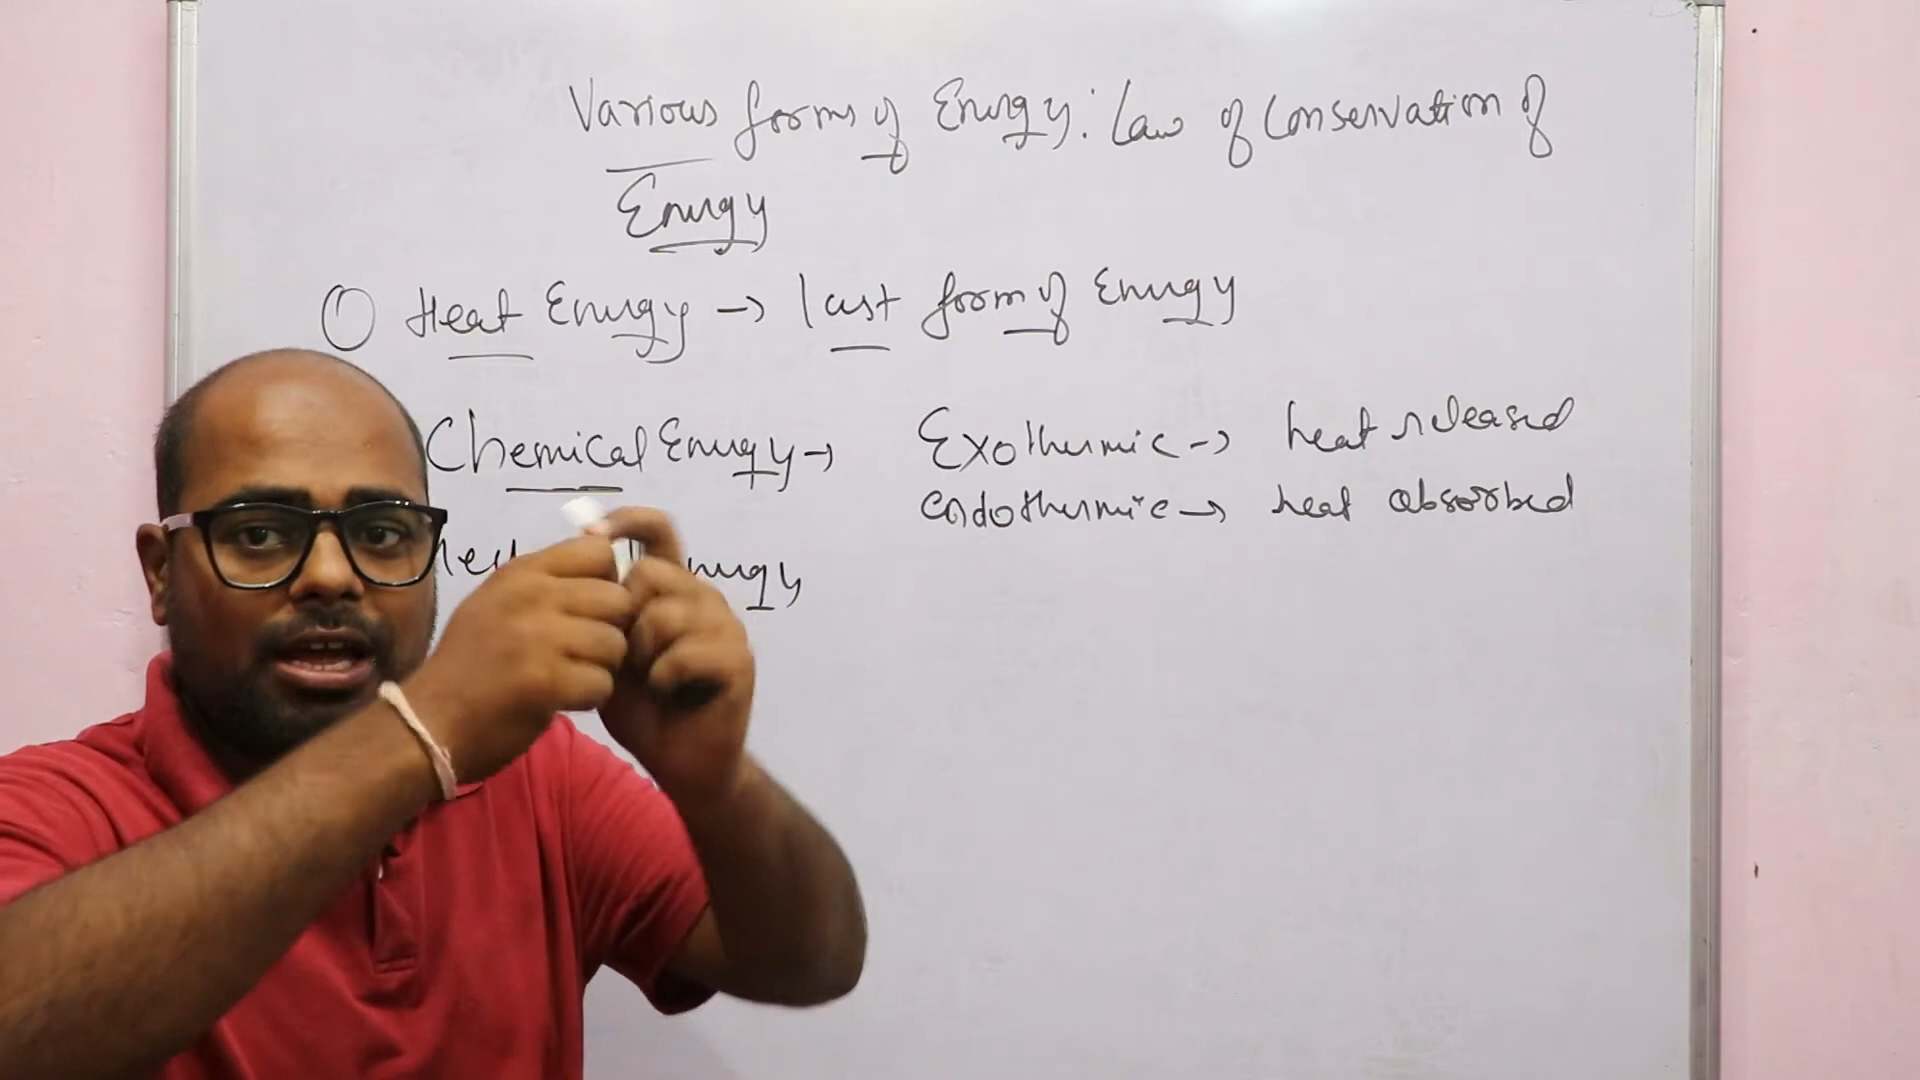 Various forms of Energy: Law of Conservation of
Energy
① Heat Energy → last form of Energy
Chemical Energy → Exothermic → heat released
Endothermic → heat absorbed
Energy